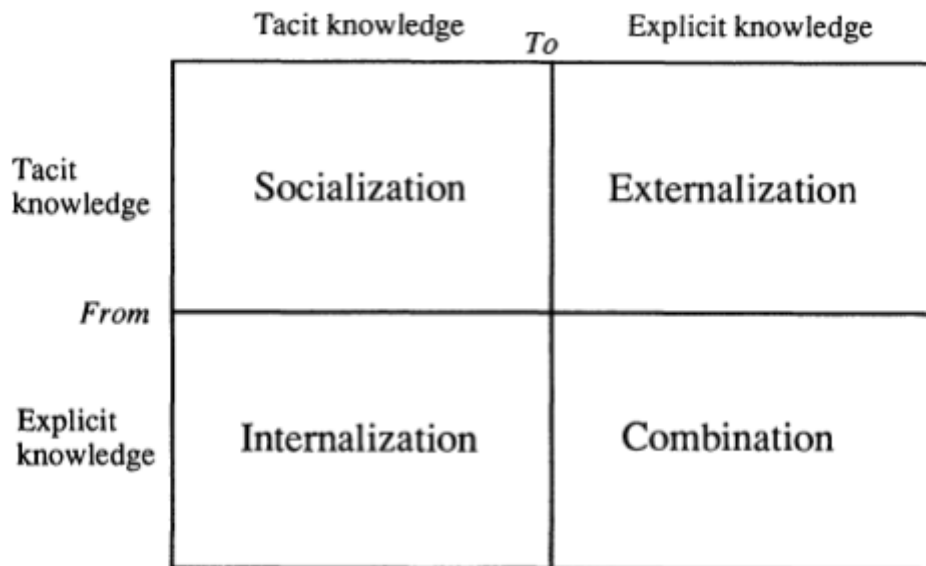 Tacit knowledge
To
Explicit knowledge
Tacit
knowledge
Socialization
Externalization
From
Explicit
knowledge
Internalization
Combination